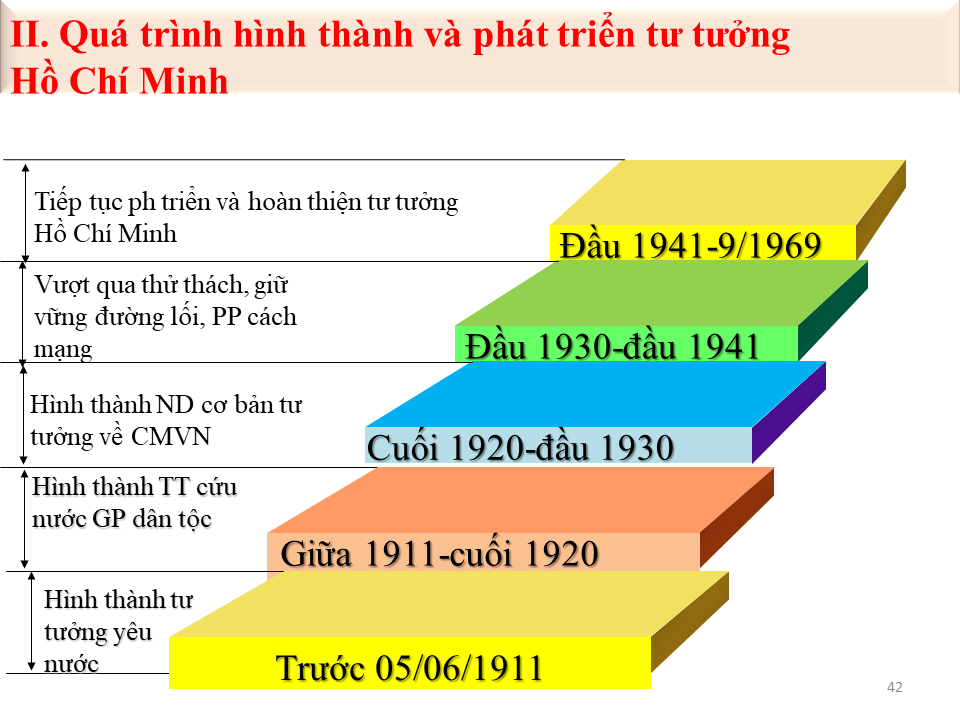 II. Quá trình hình thành và phát triển tư tưởng
Hồ Chí Minh
Tiếp tục ph triển và hoàn thiện tư tưởng
Hồ Chí Minh
Đầu 1941-9/1969
Vượt qua thử thách, giữ
vững đường lối, PP cách
mạng
Đầu 1930-đầu 1941
Hình thành ND cơ bản tư
tưởng về CMVN
Cuối 1920-đầu 1930
Hình thành TT cứu
nước GP dân tộc
Giữa 1911-cuối 1920
Hình thành tư
tưởng yêu
nước
Trước 05/06/1911
42